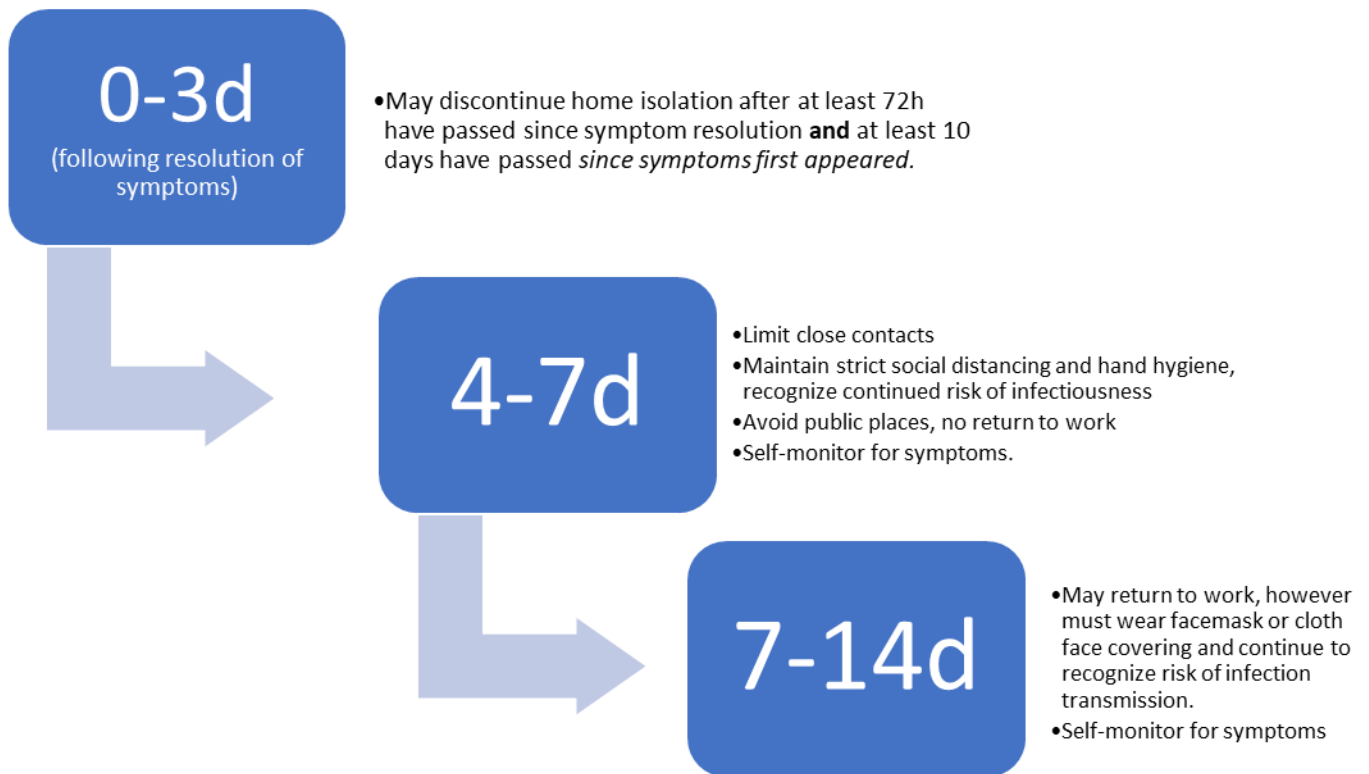 0-3d
(following resolution of
symptoms)
•May discontinue home isolation after at least 72h
have passed since symptom resolution and at least 10
days have passed since symptoms first appeared.
4-7d
•Limit close contacts
•Maintain strict social distancing and hand hygiene,
recognize continued risk of infectiousness
•Avoid public places, no return to work
•Self-monitor for symptoms.
7-14d
•May return to work, however
must wear facemask or cloth
face covering and continue to
recognize risk of infection
transmission.
•Self-monitor for symptoms